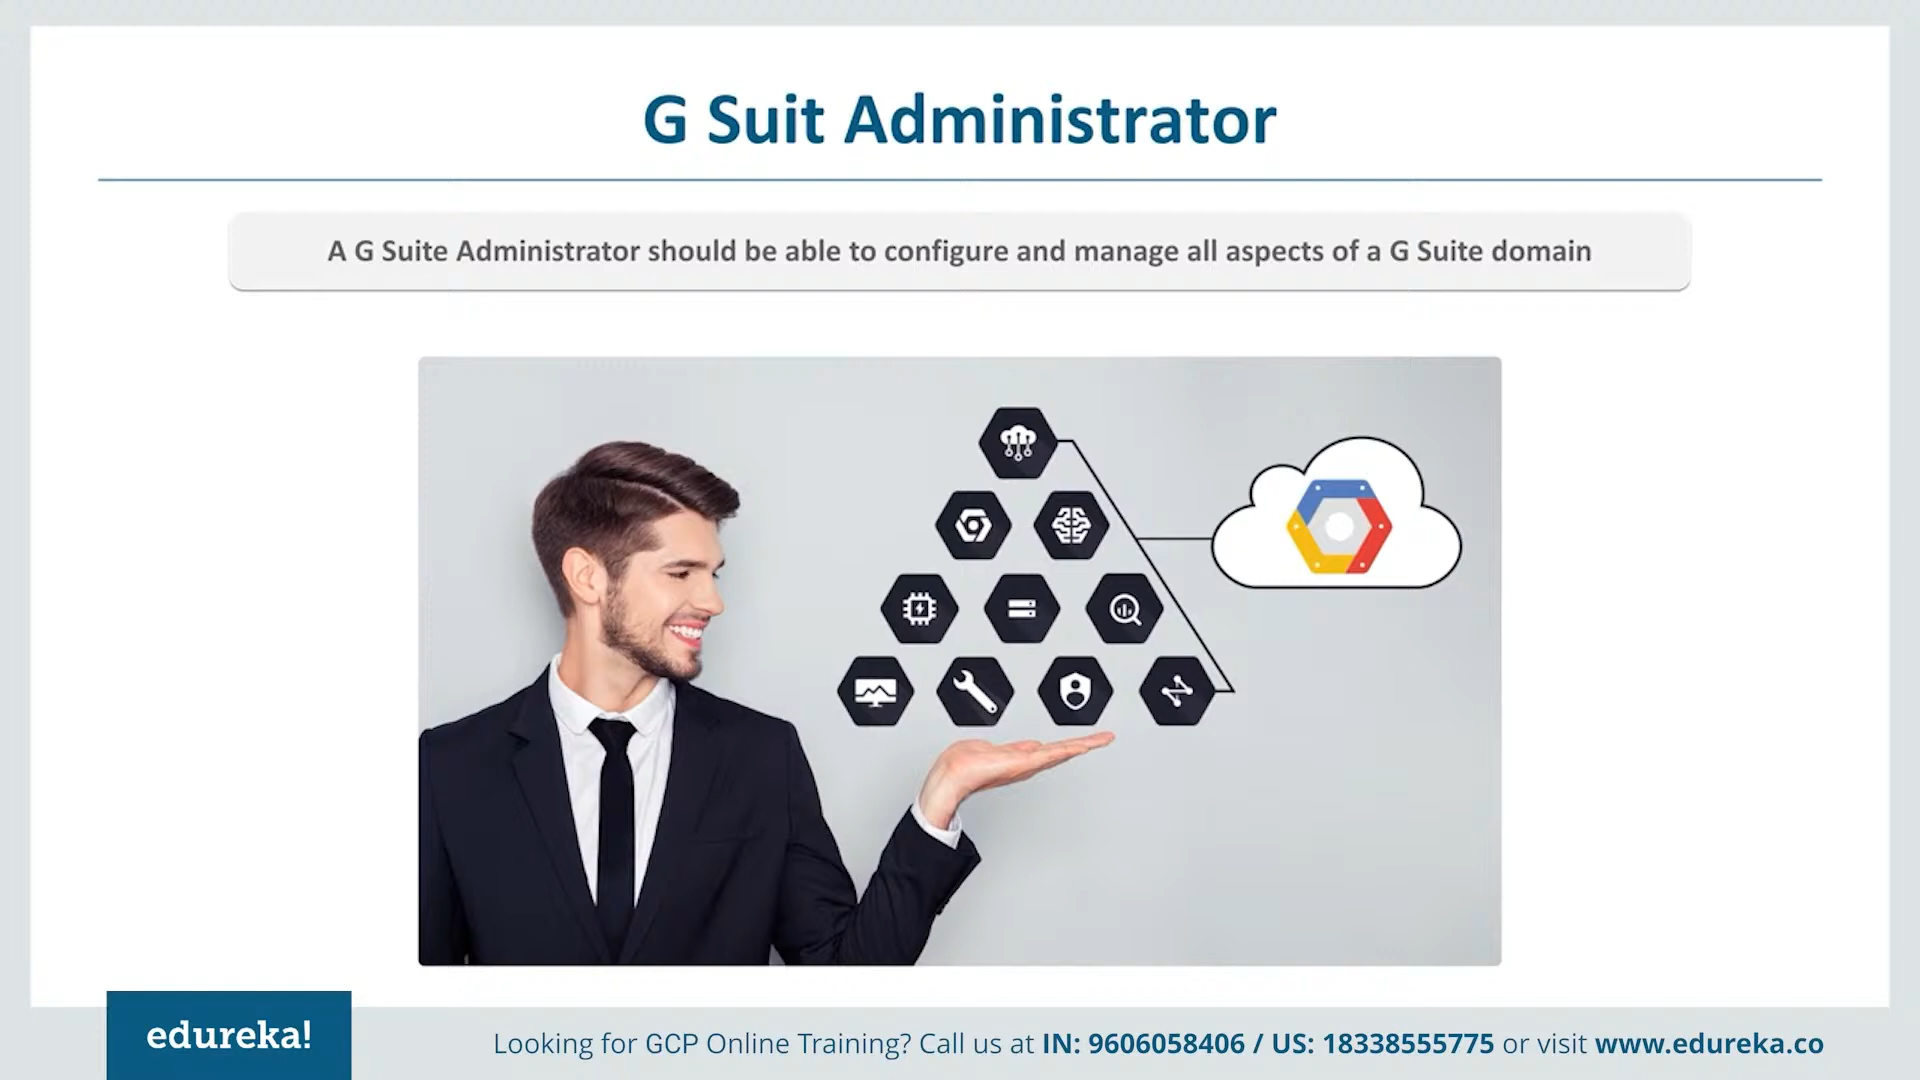 G Suit Administrator
A G Suite Administrator should be able to configure and manage all aspects of a G Suite domain
edureka!
Looking for GCP Online Training? Call us at IN: 9606058406 / US: 18338555775 or visit www.edureka.co